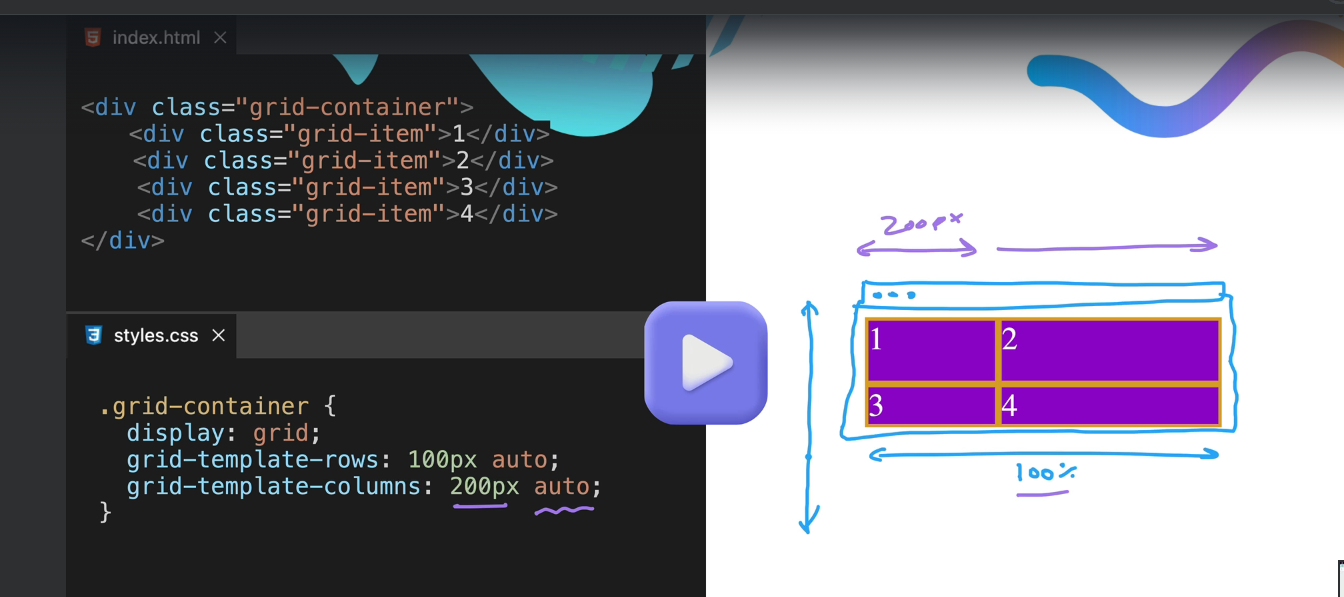 index.html ×
<div class="grid-container">
<div class="grid-item">1</div>
<div class="grid-item">2</div>
<div class="grid-item">3</div>
<div class="grid-item">4</div>
</div>
styles.css ×
.grid-container {
display: grid;
grid-template-rows: 100px auto;
grid-template-columns: 200px auto;
}
200px
1
2
3
4
100%